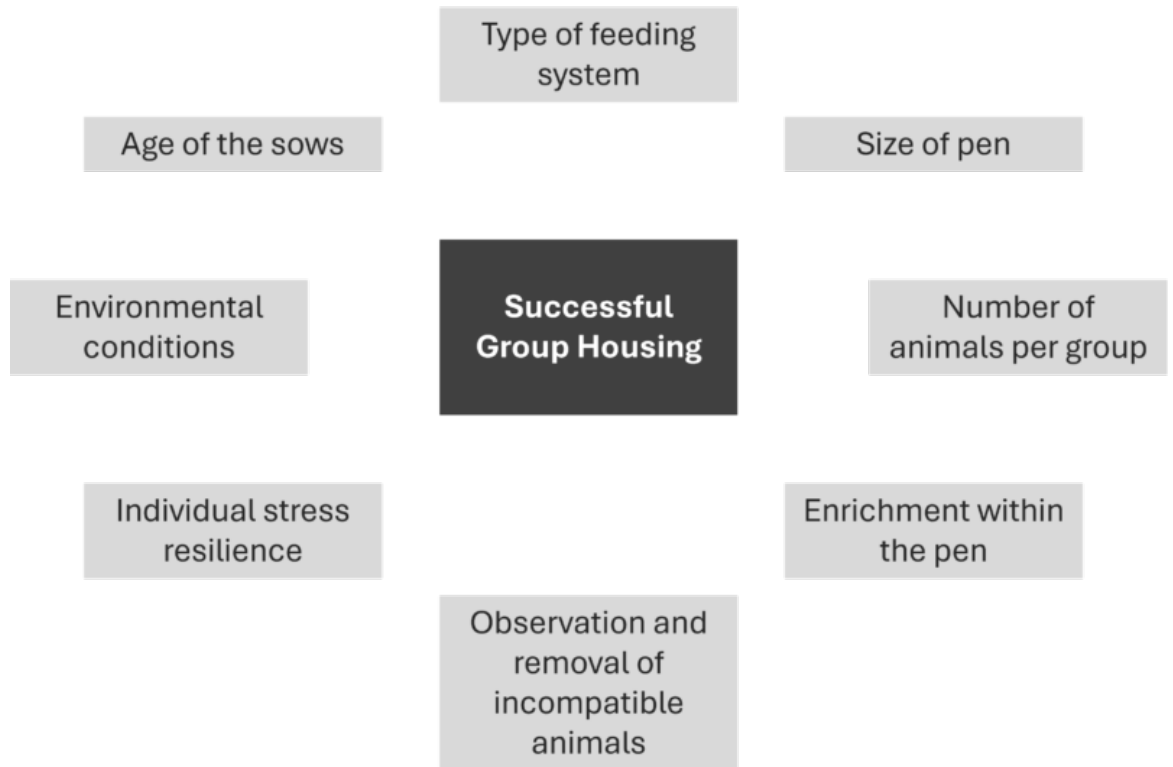 Type of feeding
system
Age of the sows
Size of pen
Environmental
conditions
Successful
Group Housing
Number of
animals per group
Individual stress
resilience
Enrichment within
the pen
Observation and
removal of
incompatible
animals